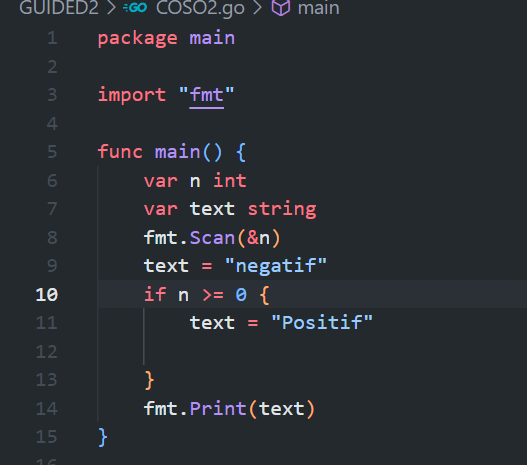 GUIDED2 > GO COSO2.go > main
1 package main
2
3 import "fmt"
4
5 func main() {
6 var n int
7 var text string
8 fmt.Scan(&n)
9 text = "negatif"
10 if n >= 0 {
11 text = "Positif"
12
13 }
14 fmt.Print(text)
15 }
16